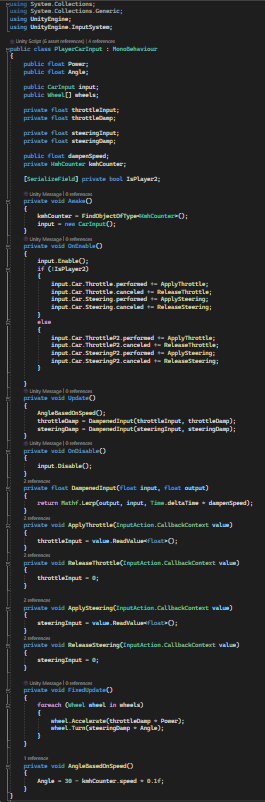 using System.Collections;
using System.Collections.Generic;
using UnityEngine;
using UnityEngine.InputSystem;
Unity Script (6 asset references) | 4 references
public class PlayerCarInput : MonoBehaviour
{
public float Power;
public float Angle;
public CarInput input;
public Wheel[] wheels;
private float throttleInput;
private float throttleDamp;
private float steeringInput;
private float steeringDamp;
public float dampenSpeed;
private KmhCounter kmhCounter;
[SerializeField] private bool IsPlayer2;
Unity Message | 0 references
private void Awake()
{
kmhCounter = FindObjectOfType<KmhCounter>();
input = new CarInput();
}
Unity Message | 0 references
private void OnEnable()
{
input.Enable();
if (!IsPlayer2)
{
input.Car.Throttle.performed += ApplyThrottle;
input.Car.Throttle.canceled += ReleaseThrottle;
input.Car.Steering.performed += ApplySteering;
input.Car.Steering.canceled += ReleaseSteering;
}
else
{
input.Car.ThrottleP2.performed += ApplyThrottle;
input.Car.ThrottleP2.canceled += ReleaseThrottle;
input.Car.SteeringP2.performed += ApplySteering;
input.Car.SteeringP2.canceled += ReleaseSteering;
}
}
Unity Message | 0 references
private void Update()
{
AngleBasedOnSpeed();
throttleDamp = DampenedInput(throttleInput, throttleDamp);
steeringDamp = DampenedInput(steeringInput, steeringDamp);
}
Unity Message | 0 references
private void OnDisable()
{
input.Disable();
}
2 references
private float DampenedInput(float input, float output)
{
return Mathf.Lerp(output, input, Time.deltaTime * dampenSpeed);
}
2 references
private void ApplyThrottle(InputAction.CallbackContext value)
{
throttleInput = value.ReadValue<float>();
}
2 references
private void ReleaseThrottle(InputAction.CallbackContext value)
{
throttleInput = 0;
}
2 references
private void ApplySteering(InputAction.CallbackContext value)
{
steeringInput = value.ReadValue<float>();
}
2 references
private void ReleaseSteering(InputAction.CallbackContext value)
{
steeringInput = 0;
}
Unity Message | 0 references
private void FixedUpdate()
{
foreach (Wheel wheel in wheels)
{
wheel.Accelerate(throttleDamp * Power);
wheel.Turn(steeringDamp * Angle);
}
}
1 reference
private void AngleBasedOnSpeed()
{
Angle = 30 - kmhCounter.speed * 0.1f;
}
}